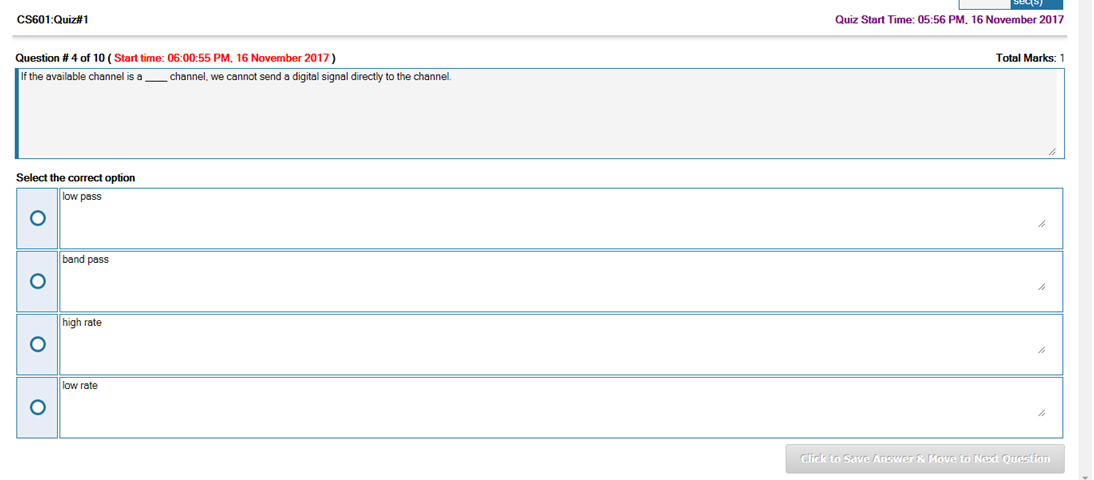 sec(s)
CS601:Quiz#1
Quiz Start Time: 05:56 PM, 16 November 2017
Question # 4 of 10 ( Start time: 06:00:55 PM, 16 November 2017 )
Total Marks: 1
If the available channel is a ____ channel, we cannot send a digital signal directly to the channel.
Select the correct option
low pass
band pass
high rate
low rate
Click to Save Answer & Move to Next Question